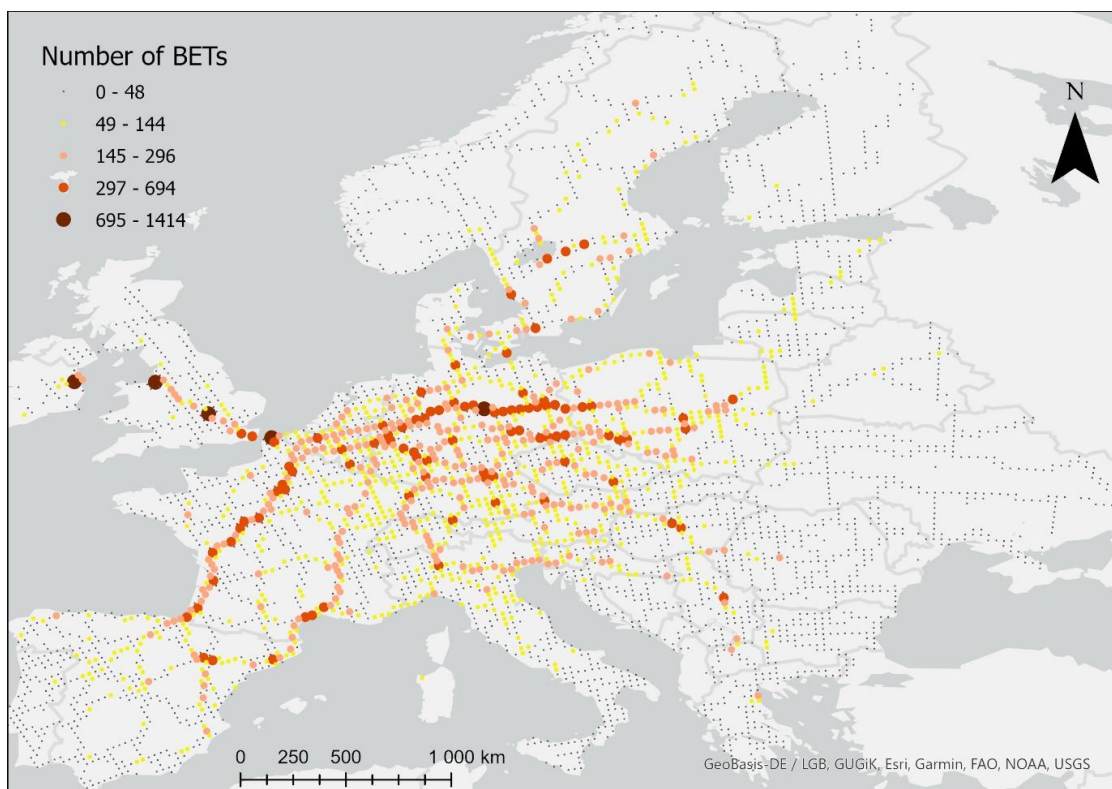 Number of BETs
0 - 48
49 - 144
145 - 296
297 - 694
695 - 1414
N
0 250 500 1 000 km
GeoBasis-DE / LGB, GUGiK, Esri, Garmin, FAO, NOAA, USGS